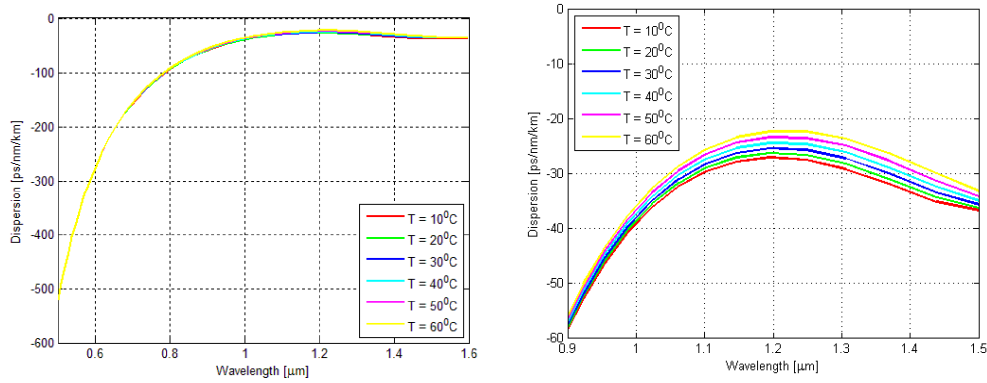 0
-100
-200
-300
-400
-500
-600
Dispersion [ps/nm/km]
0.6 0.8 1 1.2 1.4 1.6
Wavelength [μm]
T = 10⁰C
T = 20⁰C
T = 30⁰C
T = 40⁰C
T = 50⁰C
T = 60⁰C
0
-10
-20
-30
-40
-50
-60
Dispersion [ps/nm/km]
0.9 1 1.1 1.2 1.3 1.4 1.5
Wavelength [μm]
T = 10⁰C
T = 20⁰C
T = 30⁰C
T = 40⁰C
T = 50⁰C
T = 60⁰C